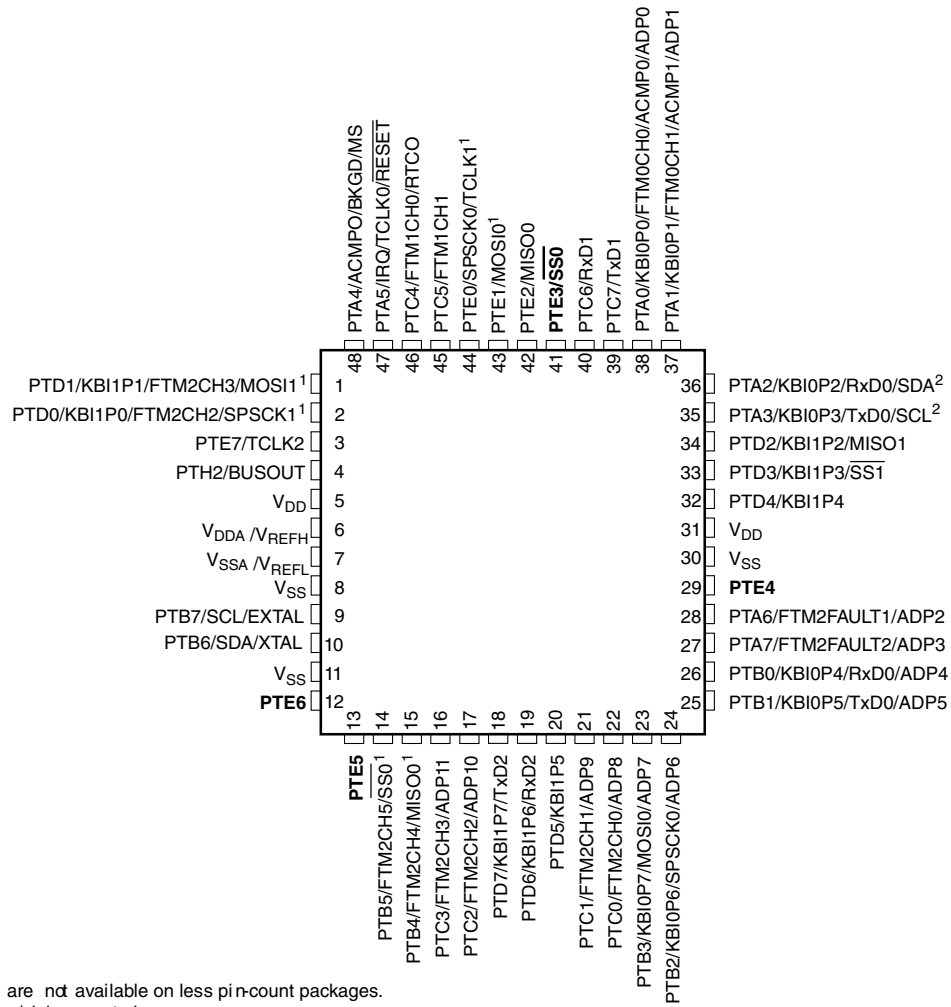 PTA4/ACMPO/BKGD/MS
PTA5/IRQ/TCLK0/RESET
PTC4/FTM1CH0/RTCO
PTC5/FTM1CH1
PTE0/SPSCK0/TCLK1¹
PTE1/MOSI0¹
PTE2/MISO0
PTE3/SS0
PTC6/RxD1
PTC7/TxD1
PTA0/KBI0P0/FTM0CH0/ACMP0/ADP0
PTA1/KBI0P1/FTM0CH1/ACMP1/ADP1
48 47 46 45 44 43 42 41 40 39 38 37
PTD1/KBI1P1/FTM2CH3/MOSI1¹ 1
PTD0/KBI1P0/FTM2CH2/SPSCK1¹ 2
PTE7/TCLK2 3
PTH2/BUSOUT 4
VDD 5
VDDA /VREFH 6
VSSA /VREFL 7
VSS 8
PTB7/SCL/EXTAL 9
PTB6/SDA/XTAL 10
VSS 11
PTE6 12
36 PTA2/KBI0P2/RxD0/SDA²
35 PTA3/KBI0P3/TxD0/SCL²
34 PTD2/KBI1P2/MISO1
33 PTD3/KBI1P3/SS1
32 PTD4/KBI1P4
31 VDD
30 VSS
29 PTE4
28 PTA6/FTM2FAULT1/ADP2
27 PTA7/FTM2FAULT2/ADP3
26 PTB0/KBI0P4/RxD0/ADP4
25 PTB1/KBI0P5/TxD0/ADP5
13 14 15 16 17 18 19 20 21 22 23 24
PTE5
PTB5/FTM2CH5/SS0¹
PTB4/FTM2CH4/MISO0¹
PTC3/FTM2CH3/ADP11
PTC2/FTM2CH2/ADP10
PTD7/KBI1P7/TxD2
PTD6/KBI1P6/RxD2
PTD5/KBI1P5
PTC1/FTM2CH1/ADP9
PTC0/FTM2CH0/ADP8
PTB3/KBI0P7/MOSI0/ADP7
PTB2/KBI0P6/SPSCK0/ADP6
are not available on less pin-count packages.